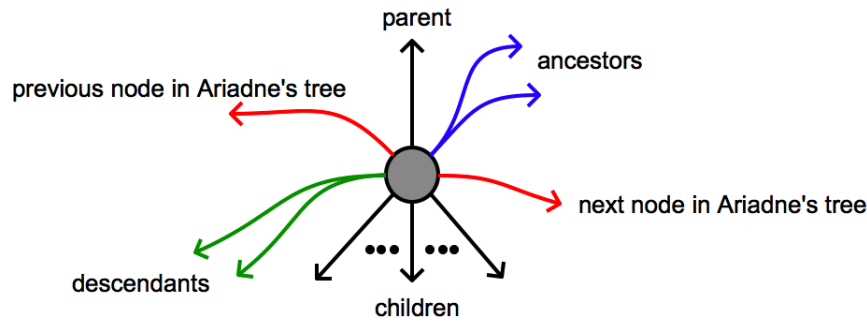 parent
ancestors
previous node in Ariadne's tree
next node in Ariadne's tree
descendants
children